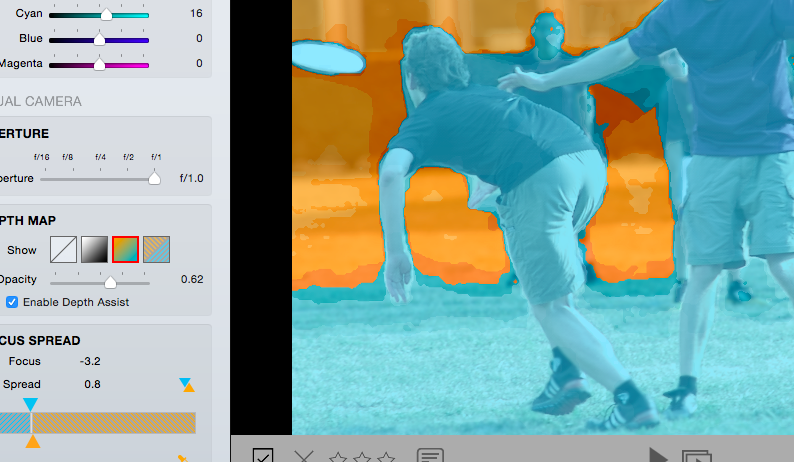 Cyan 16
Blue 0
Magenta 0
UAL CAMERA
ERTURE
f/16 f/8 f/4 f/2 f/1
perture f/1.0
PTH MAP
Show
Opacity 0.62
Enable Depth Assist
CUS SPREAD
Focus -3.2
Spread 0.8